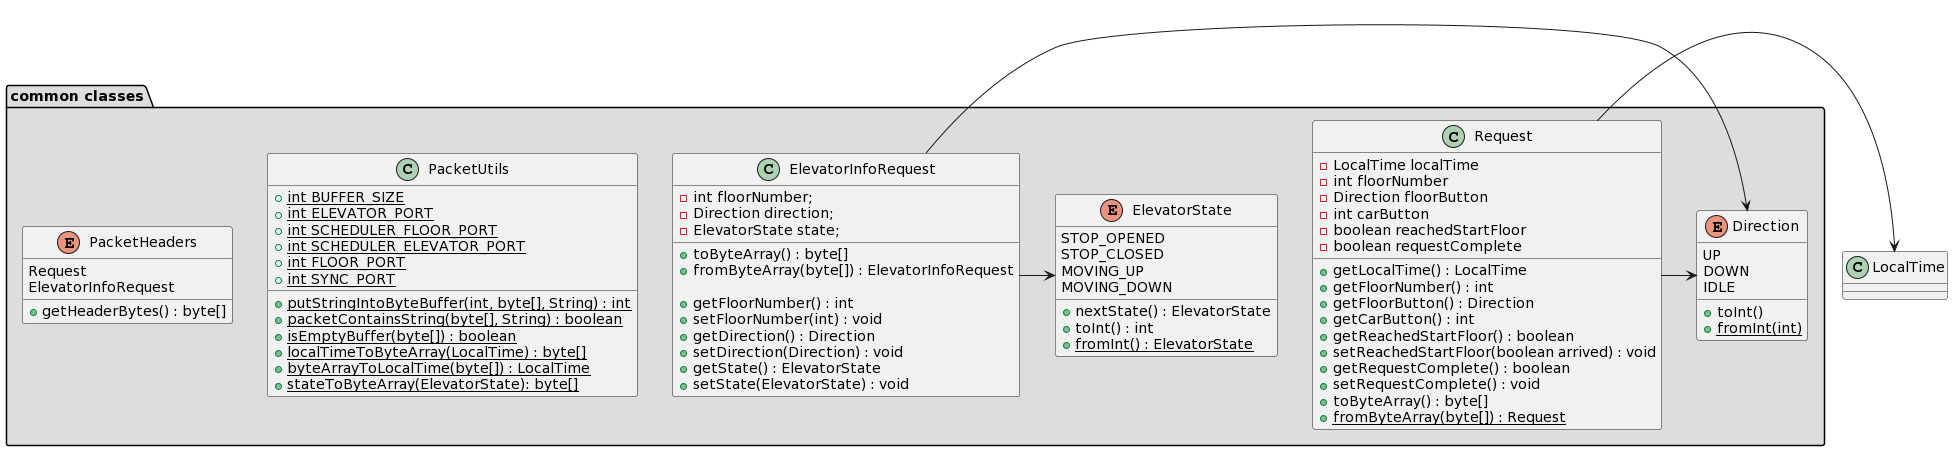 common classes
E PacketHeaders
Request
ElevatorInfoRequest
getHeaderBytes() : byte[]
C PacketUtils
int BUFFER_SIZE
int ELEVATOR_PORT
int SCHEDULER_FLOOR_PORT
int SCHEDULER_ELEVATOR_PORT
int FLOOR_PORT
int SYNC_PORT
putStringIntoByteBuffer(int, byte[], String) : int
packetContainsString(byte[], String) : boolean
isEmptyBuffer(byte[]) : boolean
localTimeToByteArray(LocalTime) : byte[]
byteArrayToLocalTime(byte[]) : LocalTime
stateToByteArray(ElevatorState): byte[]
C ElevatorInfoRequest
int floorNumber;
Direction direction;
ElevatorState state;
toByteArray() : byte[]
fromByteArray(byte[]) : ElevatorInfoRequest
getFloorNumber() : int
setFloorNumber(int) : void
getDirection() : Direction
setDirection(Direction) : void
getState() : ElevatorState
setState(ElevatorState) : void
E ElevatorState
STOP_OPENED
STOP_CLOSED
MOVING_UP
MOVING_DOWN
nextState() : ElevatorState
toInt() : int
fromInt() : ElevatorState
C Request
LocalTime localTime
int floorNumber
Direction floorButton
int carButton
boolean reachedStartFloor
boolean requestComplete
getLocalTime() : LocalTime
getFloorNumber() : int
getFloorButton() : Direction
getCarButton() : int
getReachedStartFloor() : boolean
setReachedStartFloor(boolean arrived) : void
getRequestComplete() : boolean
setRequestComplete() : void
toByteArray() : byte[]
fromByteArray(byte[]) : Request
E Direction
UP
DOWN
IDLE
toInt()
fromInt(int)
C LocalTime